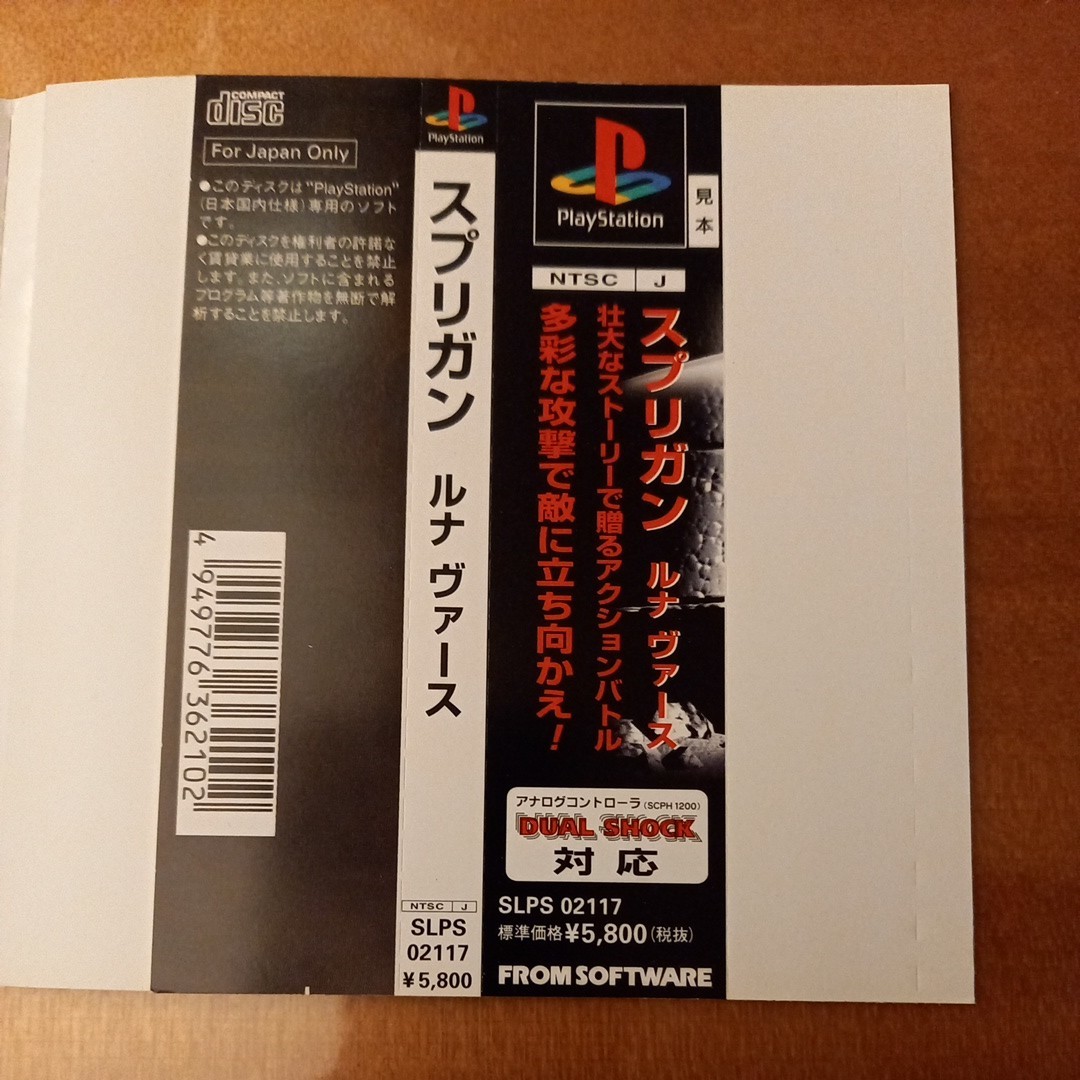 COMPACT
disc
For Japan Only
●このディスクは"PlayStation"
(日本国内仕様)専用のソフト
です。
●このディスクを権利者の許諾な
く賃貸業に使用することを禁止
します。また、ソフトに含まれる
プログラム等著作物を無断で解
析することを禁止します。
4 949776 362102
PlayStation
スプリガン ルナ ヴァース
NTSC J
SLPS
02117
¥5,800
PlayStation
見本
NTSC J
スプリガン ルナ ヴァース
壮大なストーリーで贈るアクションバトル
多彩な攻撃で敵に立ち向かえ!
アナログコントローラ(SCPH 1200)
DUAL SHOCK
対応
SLPS 02117
標準価格¥5,800(税抜)
FROMSOFTWARE